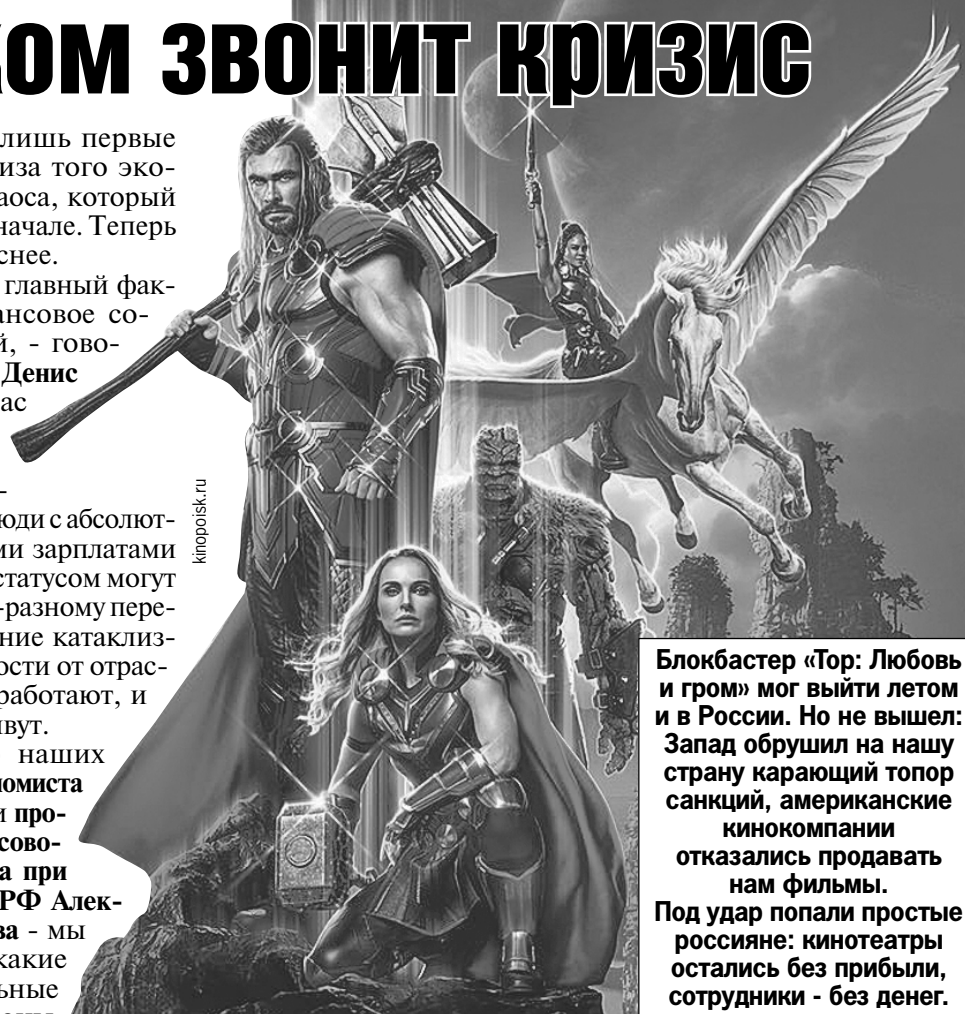 ком звонит кризис
лишь первые
иза того эко-
аоса, который
начале. Теперь
снее.
главный фак-
ансовое со-
й, - гово-
Денис
ас
-
юди с абсолют-
ми зарплатами
статусом могут
-разному пере-
ние катаклиз-
ости от отрас-
работают, и
ивут.
наших
номиста
и про-
сово-
а при
РФ Алек-
ва - мы
какие
ьные
kinopoisk.ru
Блокбастер «Тор: Любовь
и гром» мог выйти летом
и в России. Но не вышел:
Запад обрушил на нашу
страну карающий топор
санкций, американские
кинокомпании
отказались продавать
нам фильмы.
Под удар попали простые
россияне: кинотеатры
остались без прибыли,
сотрудники - без денег.